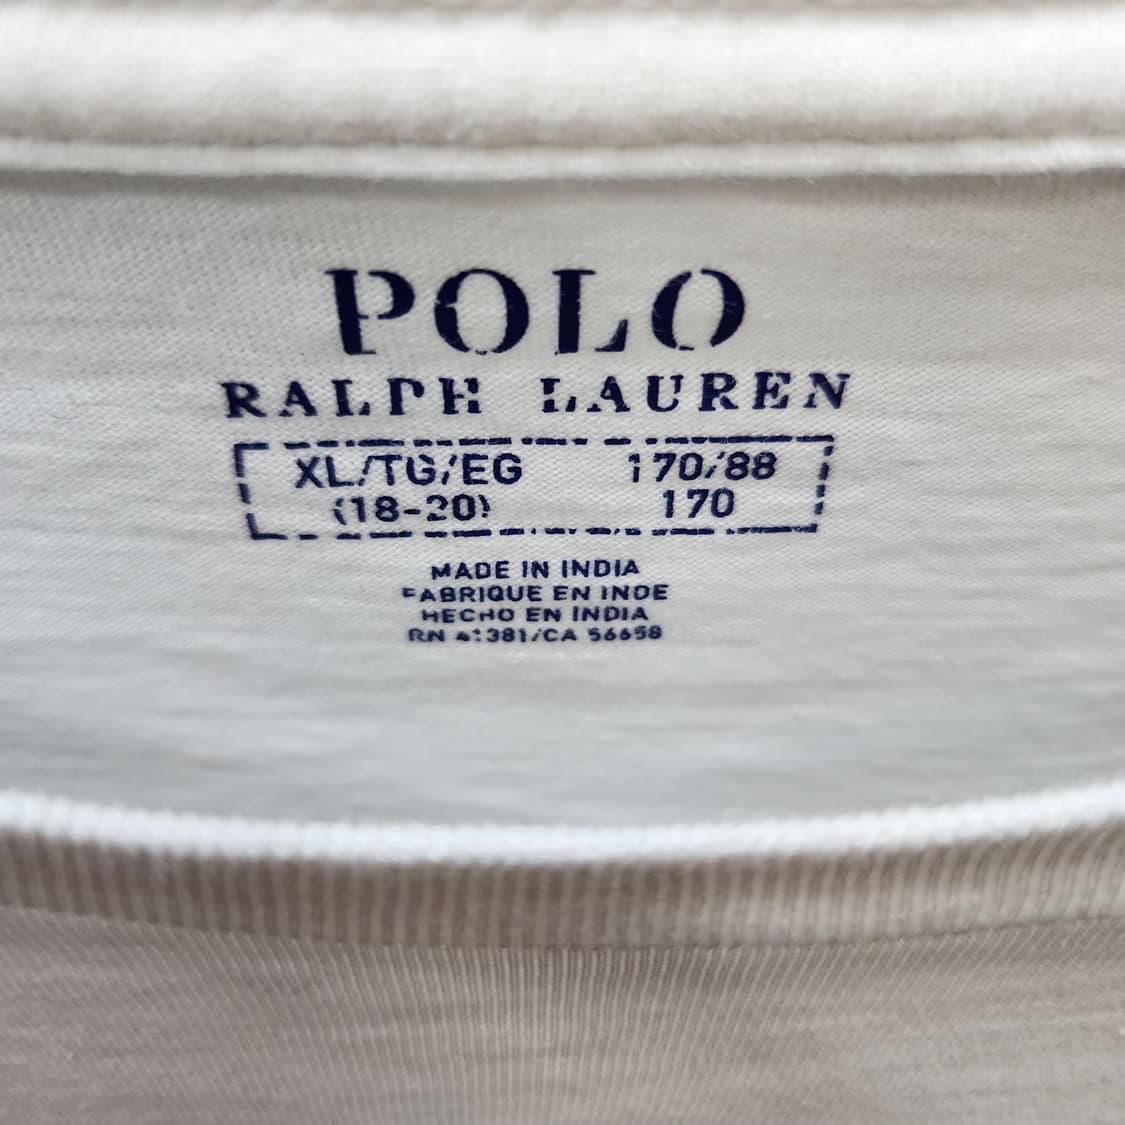 POLO
RALPH LAUREN
XL/TG/EG 170/88
(18-20) 170
MADE IN INDIA
FABRIQUE EN INDE
HECHO EN INDIA
RN 41381/CA 56658